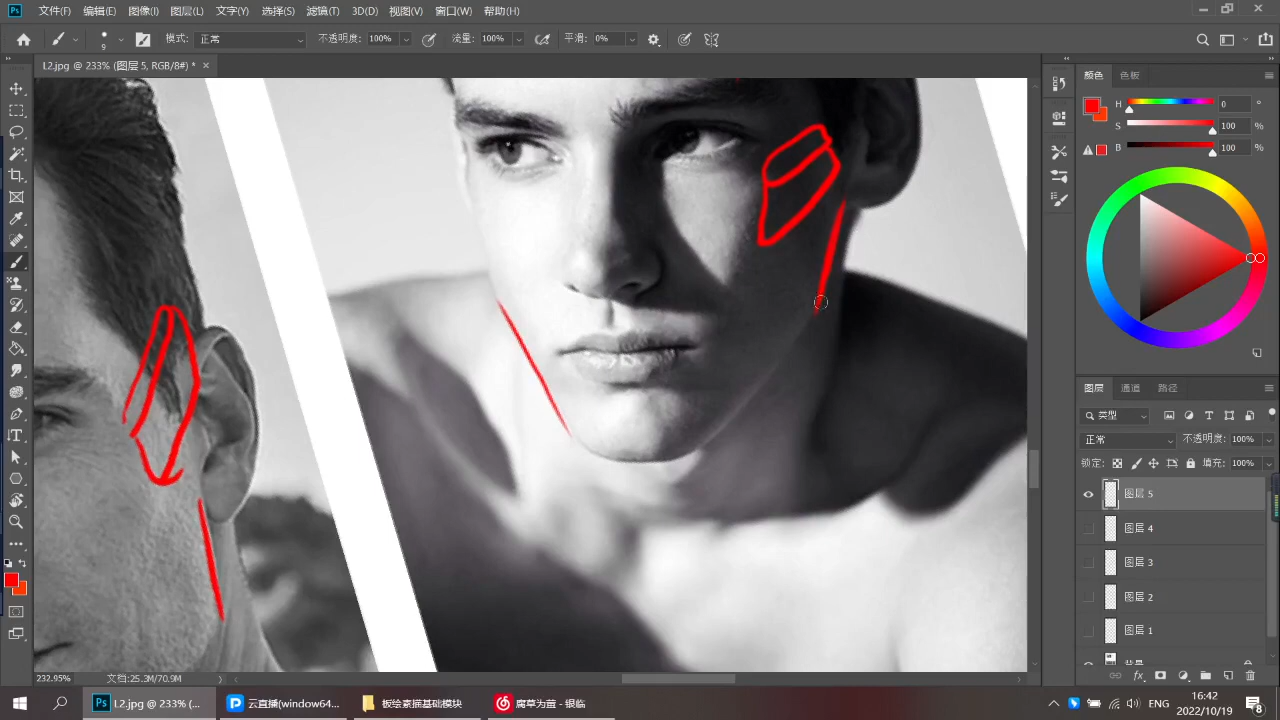 Ps 文件(F) 编辑(E) 图像(I) 图层(L) 文字(Y) 选择(S) 滤镜(T) 3D(D) 视图(V) 窗口(W) 帮助(H)
9 模式: 正常 不透明度: 100% 流量: 100% 平滑: 0%
L2.jpg @ 233% (图层 5, RGB/8#) * ×
颜色 色板
H 0 °
S 100 %
B 100 %
图层 通道 路径
类型
正常 不透明度: 100%
锁定: 填充: 100%
图层 5
图层 4
图层 3
图层 2
图层 1
背景
fx
232.95% 文档:25.3M/70.9M
Ps L2.jpg @ 233% (... 云直播(window64... 板绘素描基础模块 腐草为萤 - 银临
ENG 16:42 2022/10/19 8